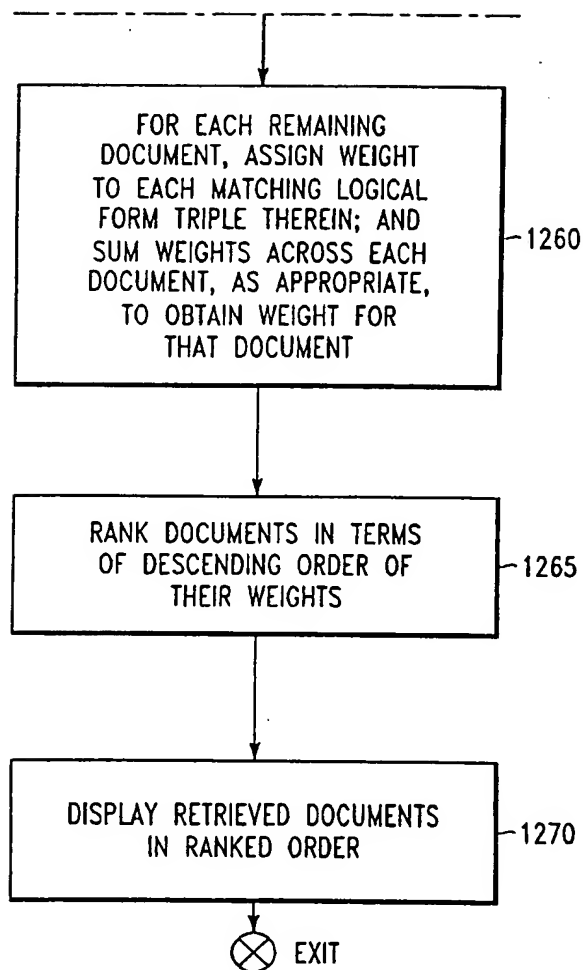 FOR EACH REMAINING
DOCUMENT, ASSIGN WEIGHT
TO EACH MATCHING LOGICAL
FORM TRIPLE THEREIN; AND
SUM WEIGHTS ACROSS EACH
DOCUMENT, AS APPROPRIATE,
TO OBTAIN WEIGHT FOR
THAT DOCUMENT
1260
RANK DOCUMENTS IN TERMS
OF DESCENDING ORDER OF
THEIR WEIGHTS
1265
DISPLAY RETRIEVED DOCUMENTS
IN RANKED ORDER
1270
EXIT